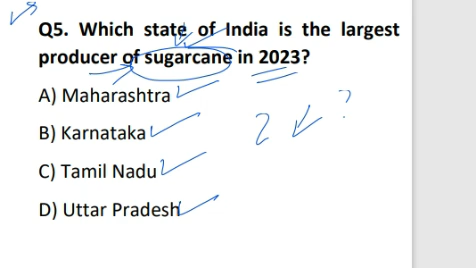 Q5. Which state of India is the largest
producer of sugarcane in 2023?
A) Maharashtra
B) Karnataka
2 ?
C) Tamil Nadu
D) Uttar Pradesh